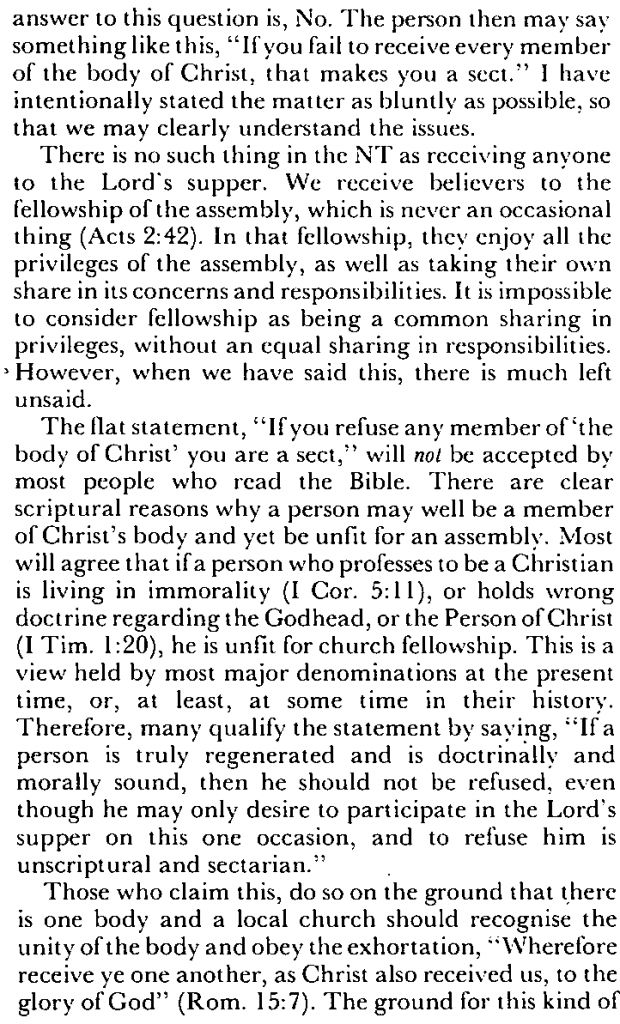 answer to this question is, No. The person then may say
something like this, “If you fail to receive every member
of the body of Christ, that makes you a sect.” I have
intentionally stated the matter as bluntly as possible, so
that we may clearly understand the issues.
There is no such thing in the NT as receiving anyone
to the Lord's supper. We receive believers to the
fellowship of the assembly, which is never an occasional
thing (Acts 2:42). In that fellowship, they enjoy all the
privileges of the assembly, as well as taking their own
share in its concerns and responsibilities. It is impossible
to consider fellowship as being a common sharing in
privileges, without an equal sharing in responsibilities.
However, when we have said this, there is much left
unsaid.
The flat statement, “If you refuse any member of ‘the
body of Christ’ you are a sect,” will not be accepted by
most people who read the Bible. There are clear
scriptural reasons why a person may well be a member
of Christ's body and yet be unfit for an assembly. Most
will agree that if a person who professes to be a Christian
is living in immorality (I Cor. 5:11), or holds wrong
doctrine regarding the Godhead, or the Person of Christ
(I Tim. 1:20), he is unfit for church fellowship. This is a
view held by most major denominations at the present
time, or, at least, at some time in their history.
Therefore, many qualify the statement by saying, “If a
person is truly regenerated and is doctrinally and
morally sound, then he should not be refused, even
though he may only desire to participate in the Lord's
supper on this one occasion, and to refuse him is
unscriptural and sectarian.”
Those who claim this, do so on the ground that there
is one body and a local church should recognise the
unity of the body and obey the exhortation, “Wherefore
receive ye one another, as Christ also received us, to the
glory of God” (Rom. 15:7). The ground for this kind of